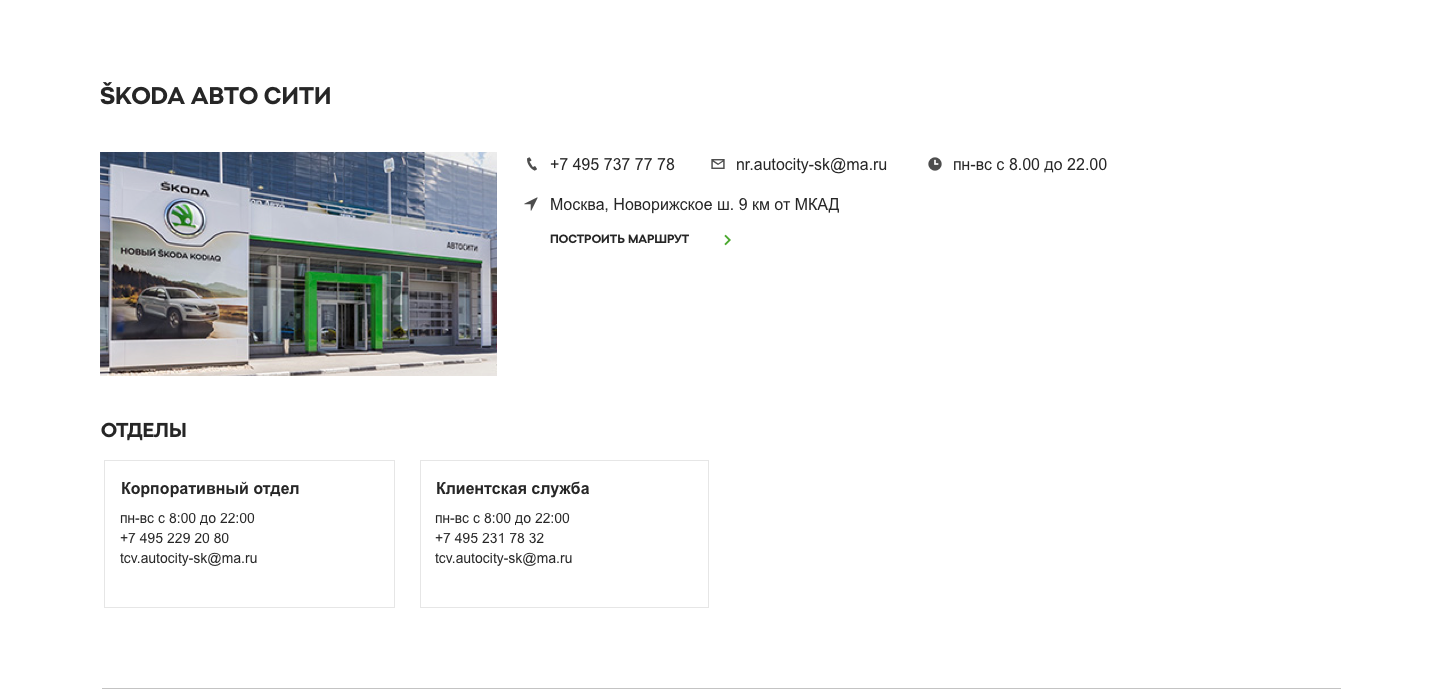 ŠKODA АВТО СИТИ
+7 495 737 77 78
nr.autocity-sk@ma.ru
пн-вс с 8.00 до 22.00
Москва, Новорижское ш. 9 км от МКАД
ПОСТРОИТЬ МАРШРУТ
ŠKODA
НОВЫЙ ŠKODA KODIAQ
АВТОСИТИ
ОТДЕЛЫ
Корпоративный отдел
пн-вс с 8:00 до 22:00
+7 495 229 20 80
tcv.autocity-sk@ma.ru
Клиентская служба
пн-вс с 8:00 до 22:00
+7 495 231 78 32
tcv.autocity-sk@ma.ru